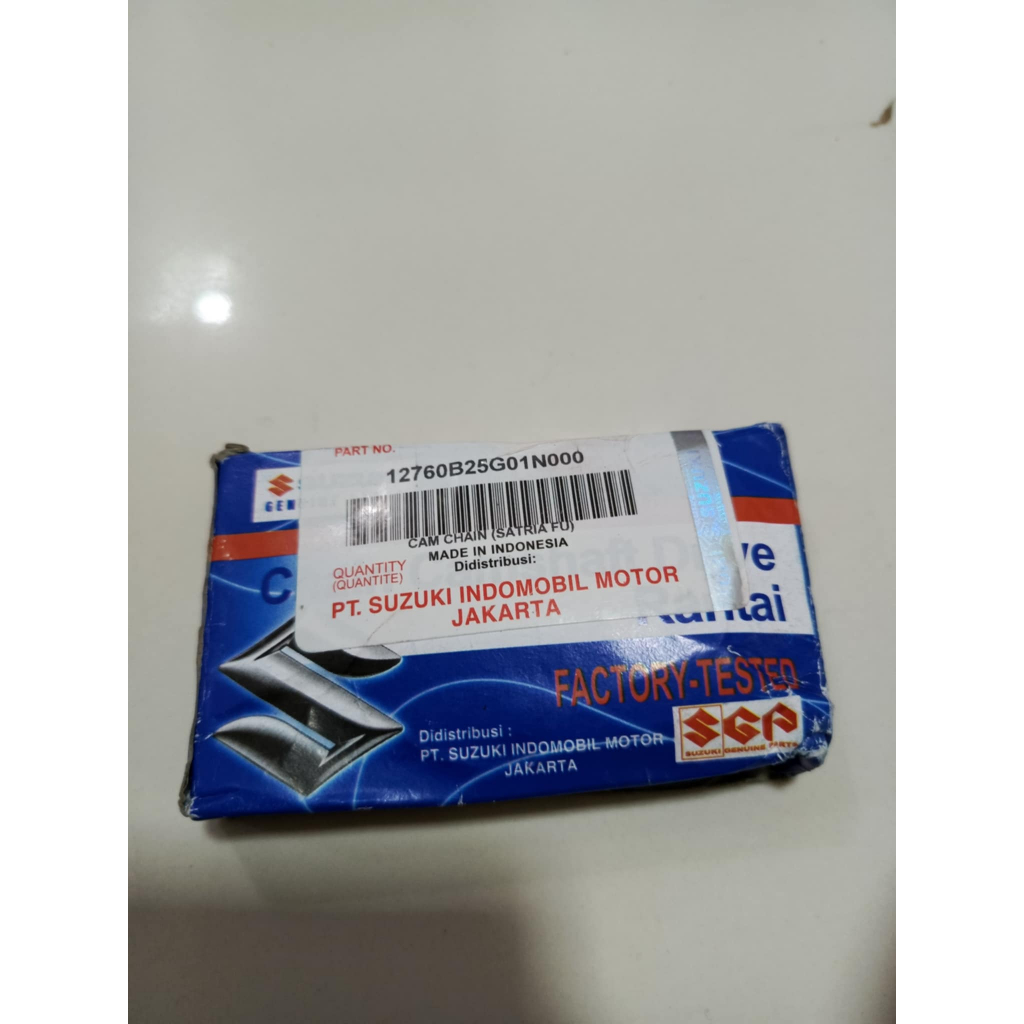 PART NO.
12760B25G01N000
CAM CHAIN (SATRIA FU)
MADE IN INDONESIA
Didistribusi:
QUANTITY
(QUANTITE)
PT. SUZUKI INDOMOBIL MOTOR
JAKARTA
FACTORY-TESTED
Didistribusi :
PT. SUZUKI INDOMOBIL MOTOR
JAKARTA
SGP
SUZUKI GENUINE PARTS